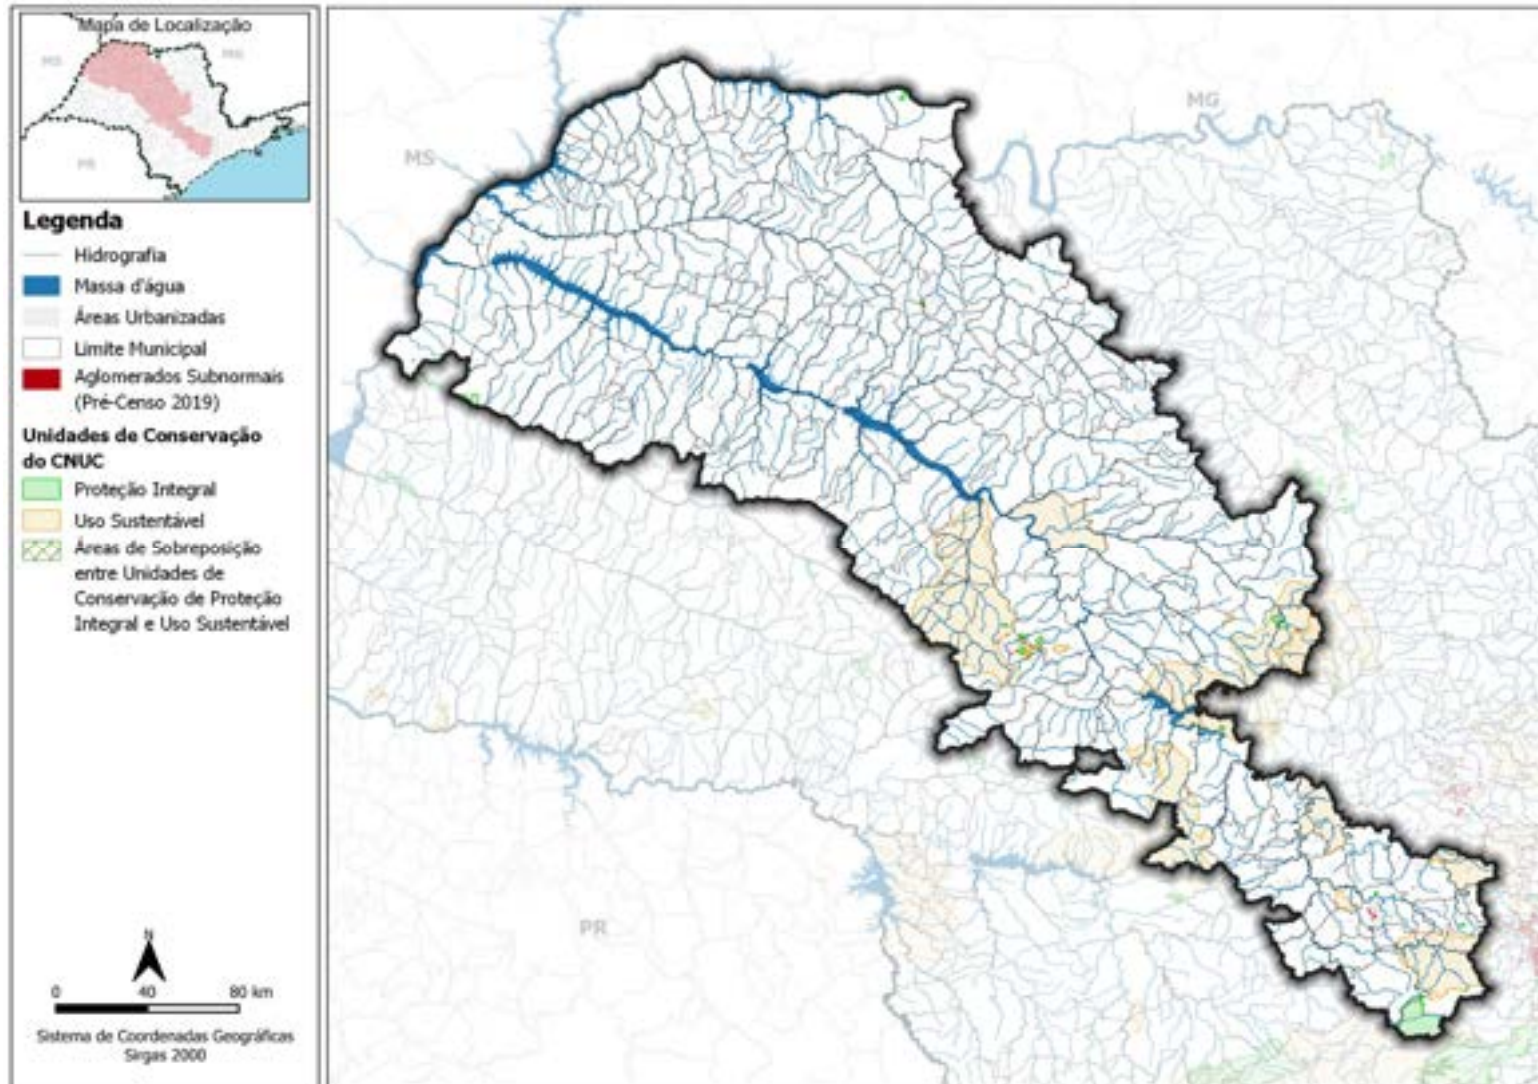 Mapa de Localização
MS
MG
PR
Legenda
Hidrografia
Massa d'água
Áreas Urbanizadas
Limite Municipal
Aglomerados Subnormais
(Pré-Censo 2019)
Unidades de Conservação
do CNUC
Proteção Integral
Uso Sustentável
Áreas de Sobreposição
entre Unidades de
Conservação de Proteção
Integral e Uso Sustentável
N
0 40 80 km
Sistema de Coordenadas Geográficas
Sirgas 2000
MG
MS
PR